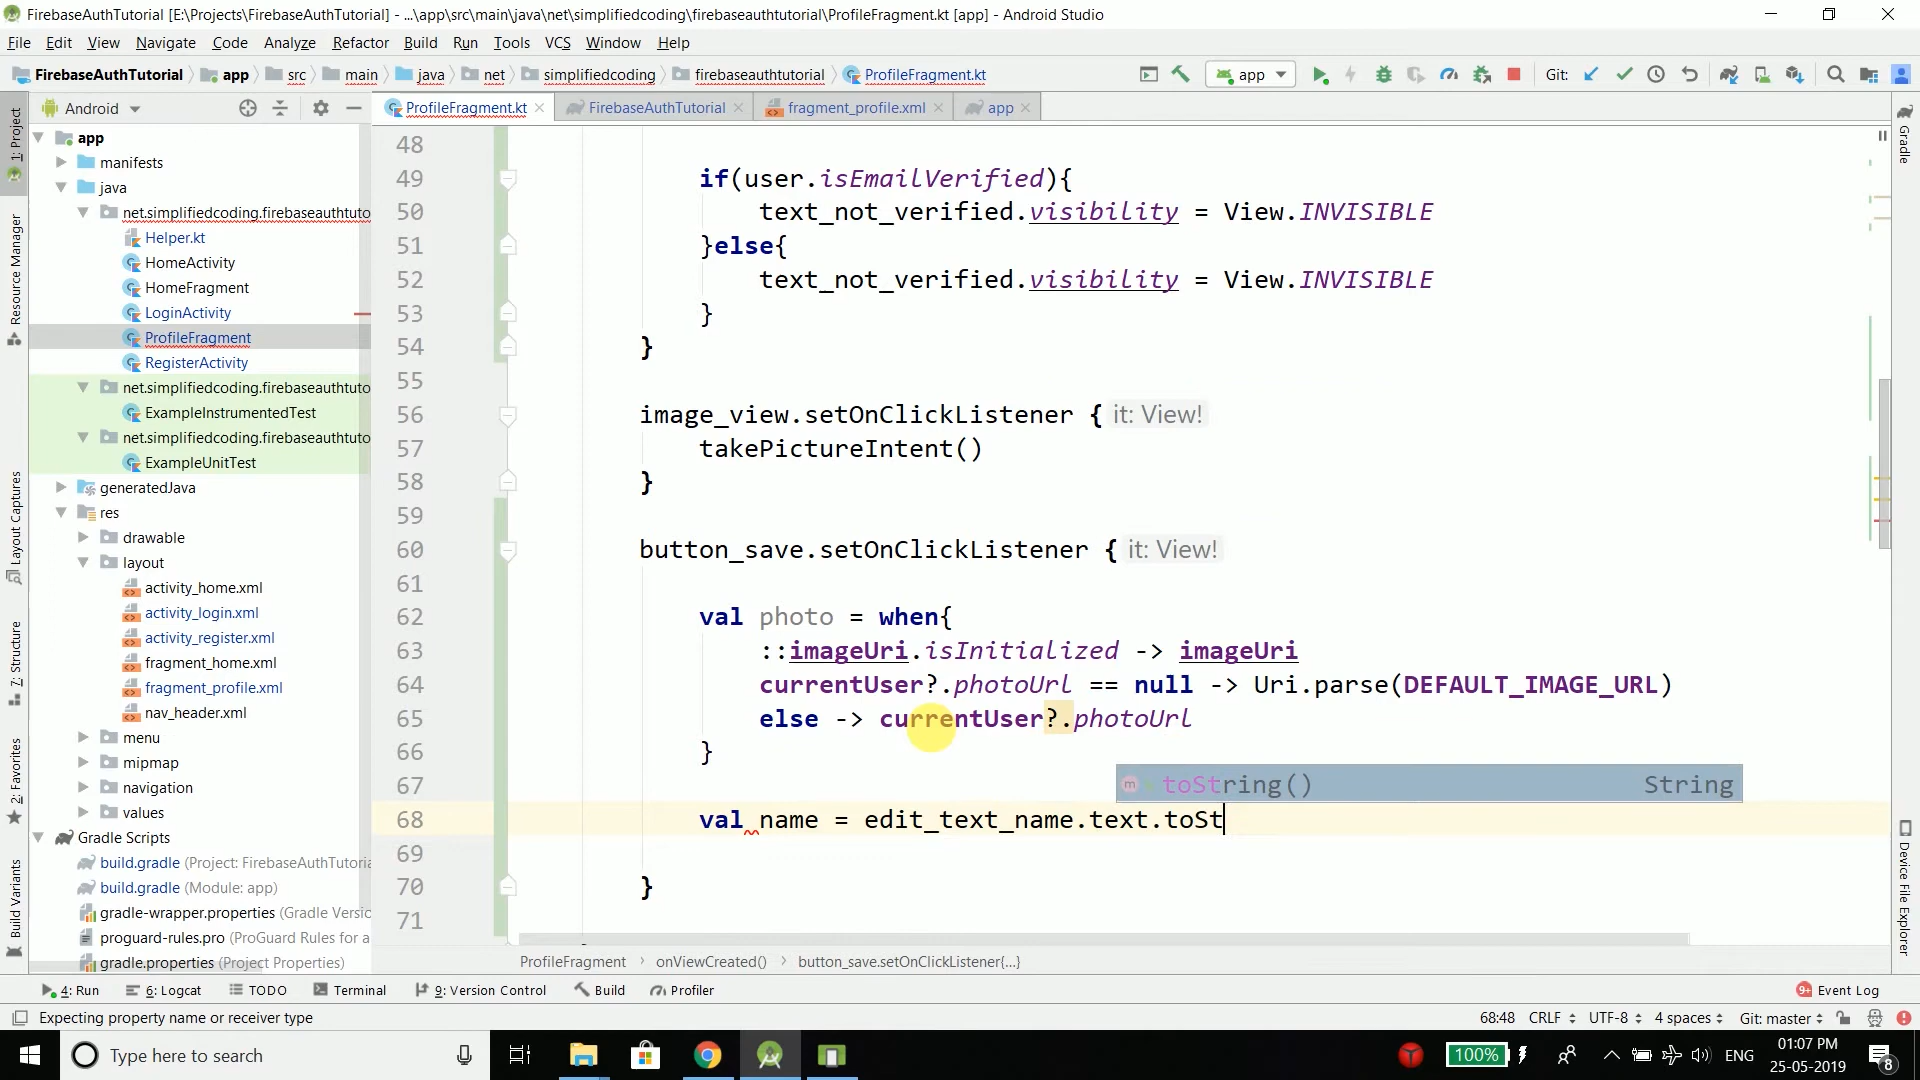 FirebaseAuthTutorial [E:\Projects\FirebaseAuthTutorial] - ...\app\src\main\java\net\simplifiedcoding\firebaseauthtutorial\ProfileFragment.kt [app] - Android Studio
File Edit View Navigate Code Analyze Refactor Build Run Tools VCS Window Help
FirebaseAuthTutorial app src main java net simplifiedcoding firebaseauthtutorial ProfileFragment.kt app Git:
Android ProfileFragment.kt FirebaseAuthTutorial fragment_profile.xml app
1: Project
Resource Manager
Layout Captures
7: Structure
2: Favorites
Build Variants
app
manifests
java
net.simplifiedcoding.firebaseauthtuto
Helper.kt
HomeActivity
HomeFragment
LoginActivity
ProfileFragment
RegisterActivity
net.simplifiedcoding.firebaseauthtuto
ExampleInstrumentedTest
net.simplifiedcoding.firebaseauthtuto
ExampleUnitTest
generatedJava
res
drawable
layout
activity_home.xml
activity_login.xml
activity_register.xml
fragment_home.xml
fragment_profile.xml
nav_header.xml
menu
mipmap
navigation
values
Gradle Scripts
build.gradle (Project: FirebaseAuthTutoria
build.gradle (Module: app)
gradle-wrapper.properties (Gradle Versio
proguard-rules.pro (ProGuard Rules for a
gradle.properties (Project Properties)
48
49 if(user.isEmailVerified){
50 text_not_verified.visibility = View.INVISIBLE
51 }else{
52 text_not_verified.visibility = View.INVISIBLE
53 }
54 }
55
56 image_view.setOnClickListener { it: View!
57 takePictureIntent()
58 }
59
60 button_save.setOnClickListener { it: View!
61
62 val photo = when{
63 ::imageUri.isInitialized -> imageUri
64 currentUser?.photoUrl == null -> Uri.parse(DEFAULT_IMAGE_URL)
65 else -> currentUser?.photoUrl
66 }
67
toString() String
68 val name = edit_text_name.text.toSt
69
70 }
71
ProfileFragment onViewCreated() button_save.setOnClickListener{...}
Gradle
Device File Explorer
4: Run 6: Logcat TODO Terminal 9: Version Control Build Profiler 9+ Event Log
Expecting property name or receiver type 68:48 CRLF UTF-8 4 spaces Git: master
Type here to search 100% ENG 01:07 PM
25-05-2019 8